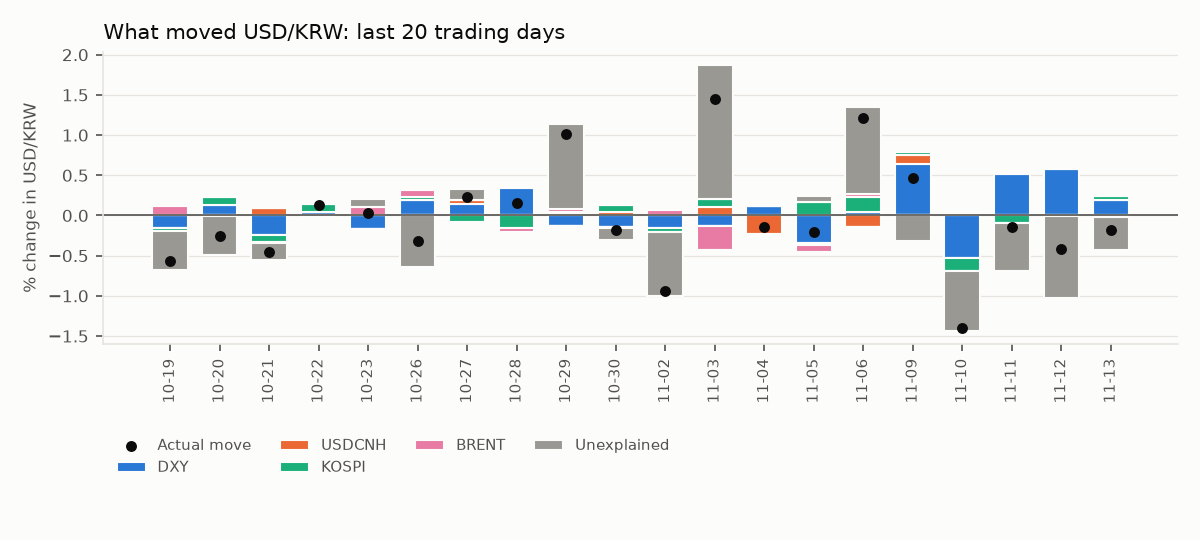 What moved USD/KRW: last 20 trading days
% change in USD/KRW
2.0
1.5
1.0
0.5
0.0
−0.5
−1.0
−1.5
10-19 10-20 10-21 10-22 10-23 10-26 10-27 10-28 10-29 10-30 11-02 11-03 11-04 11-05 11-06 11-09 11-10 11-11 11-12 11-13
Actual move USDCNH BRENT Unexplained
DXY KOSPI